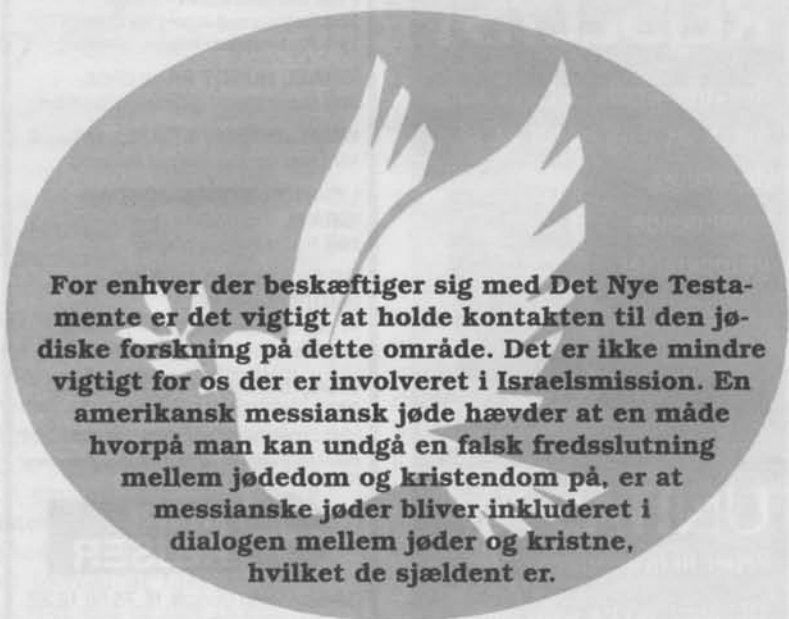 For enhver der beskæftiger sig med Det Nye Testa-
mente er det vigtigt at holde kontakten til den jø-
diske forskning på dette område. Det er ikke mindre
vigtigt for os der er involveret i Israelsmission. En
amerikansk messiansk jøde hævder at en måde
hvorpå man kan undgå en falsk fredsslutning
mellem jødedom og kristendom på, er at
messianske jøder bliver inkluderet i
dialogen mellem jøder og kristne,
hvilket de sjældent er.